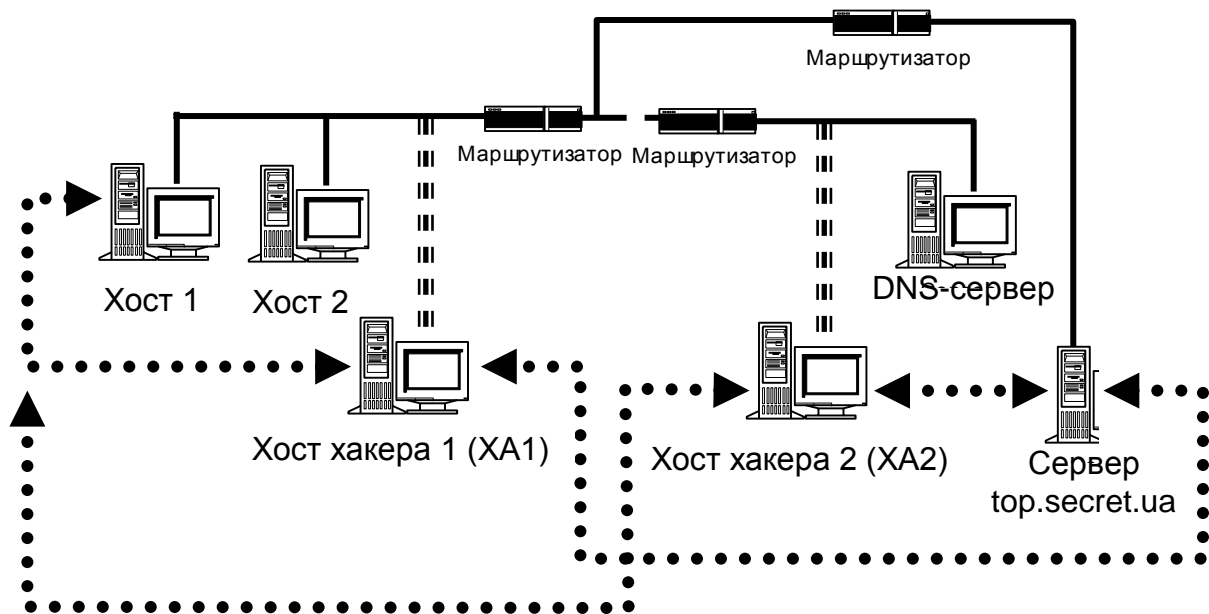 Маршрутизатор
Маршрутизатор
Маршрутизатор
Хост 1
Хост 2
DNS-сервер
Хост хакера 1 (ХА1)
Хост хакера 2 (ХА2)
Сервер
top.secret.ua